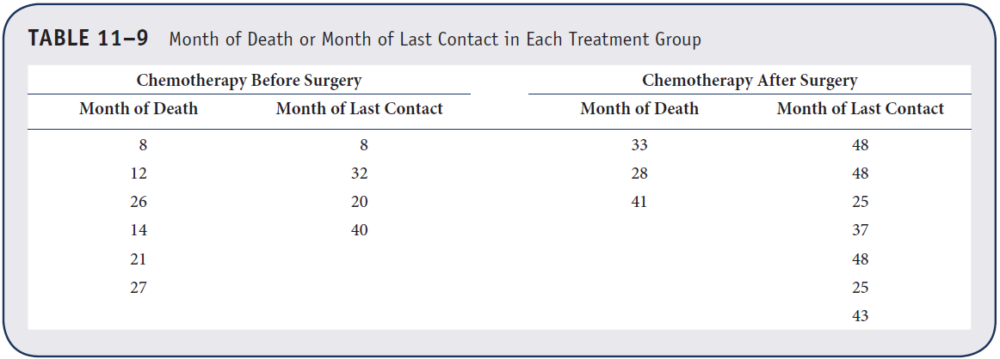 TABLE 11–9 Month of Death or Month of Last Contact in Each Treatment Group
Chemotherapy Before Surgery Chemotherapy After Surgery
Month of Death Month of Last Contact Month of Death Month of Last Contact
8 8 33 48
12 32 28 48
26 20 41 25
14 40 37
21 48
27 25
43